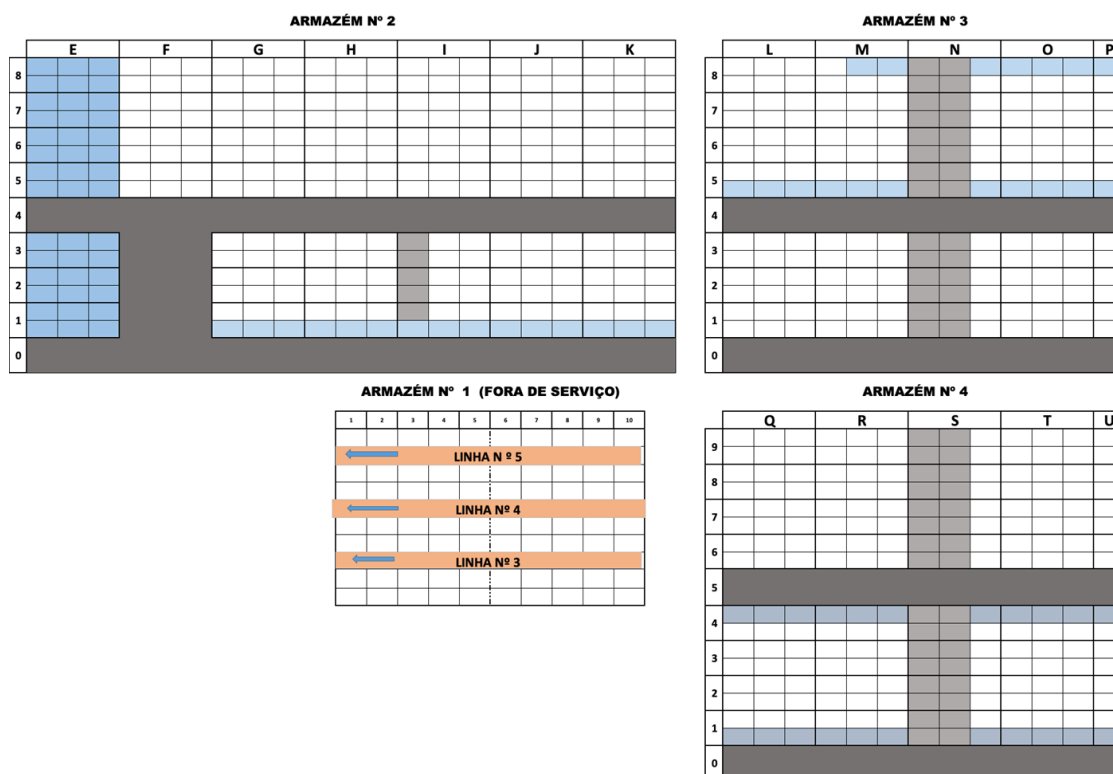 ARMAZÉM Nº 2
E F G H I J K
8
7
6
5
4
3
2
1
0
ARMAZÉM Nº 3
L M N O P
8
7
6
5
4
3
2
1
0
ARMAZÉM Nº 1 (FORA DE SERVIÇO)
1 2 3 4 5 6 7 8 9 10
LINHA N º 5
LINHA Nº 4
LINHA Nº 3
ARMAZÉM Nº 4
Q R S T U
9
8
7
6
5
4
3
2
1
0